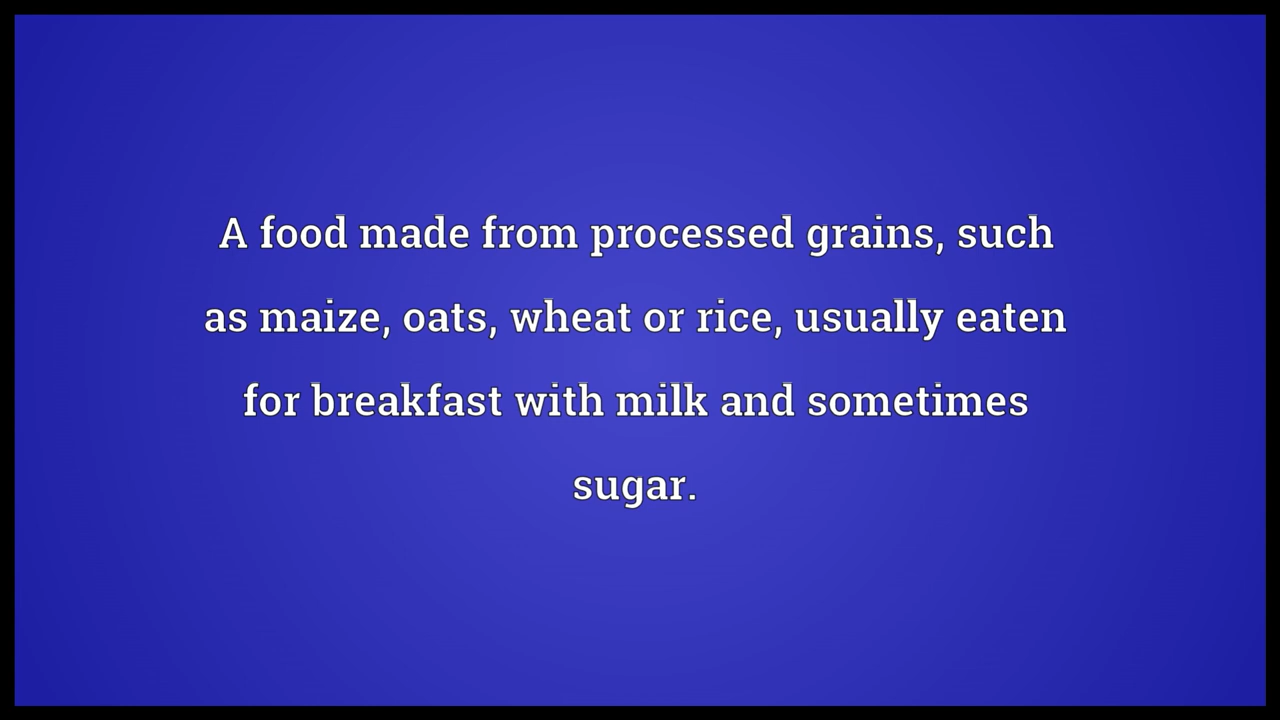 A food made from processed grains, such
as maize, oats, wheat or rice, usually eaten
for breakfast with milk and sometimes
sugar.